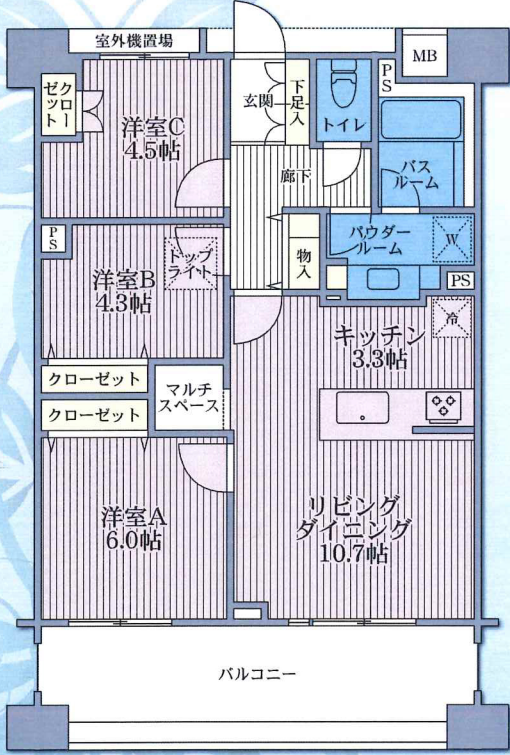 室外機置場
MB
PS
クローゼット
洋室C
4.5帖
玄関
下足入
トイレ
バス
ルーム
廊下
PS
洋室B
4.3帖
トップ
ライト
物入
パウダー
ルーム
W
PS
冷
キッチン
3.3帖
クローゼット
マルチ
スペース
クローゼット
洋室A
6.0帖
リビング
ダイニング
10.7帖
バルコニー